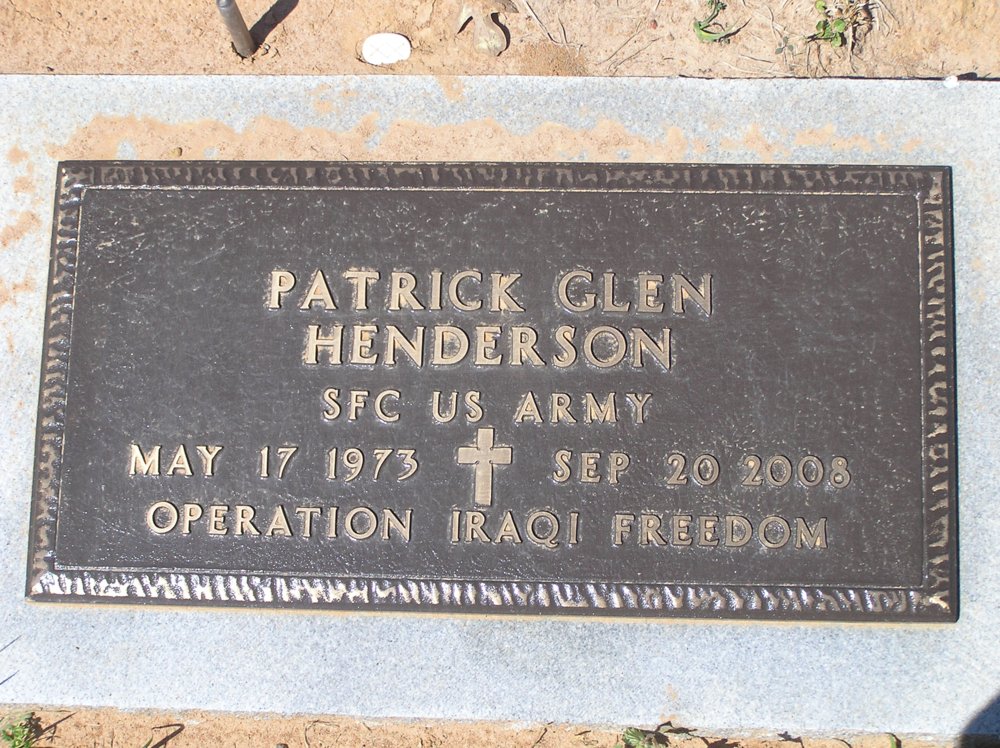 PATRICK GLEN
HENDERSON
SFC US ARMY
MAY 17 1973 SEP 20 2008
OPERATION IRAQI FREEDOM